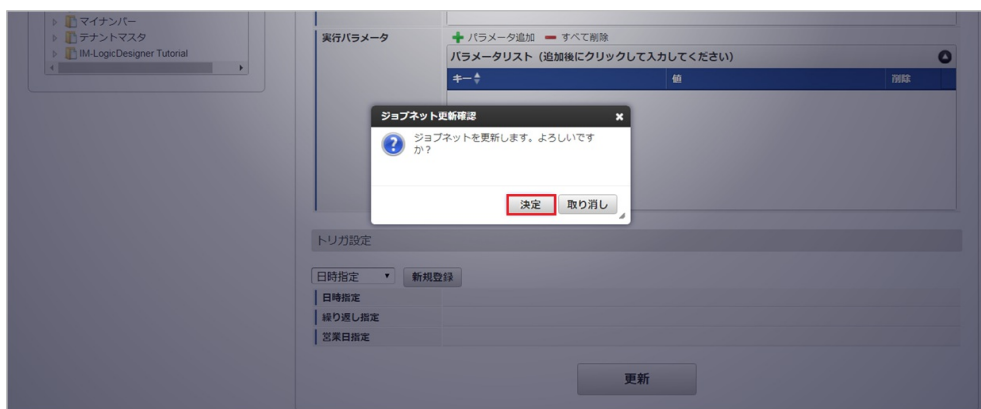 マイナンバー
テナントマスタ
IM-LogicDesigner Tutorial
実行パラメータ
パラメータ追加 すべて削除
パラメータリスト（追加後にクリックして入力してください）
キー 値 削除
ジョブネット更新確認
ジョブネットを更新します。よろしいです
か？
決定 取り消し
トリガ設定
日時指定 新規登録
日時指定
繰り返し指定
営業日指定
更新